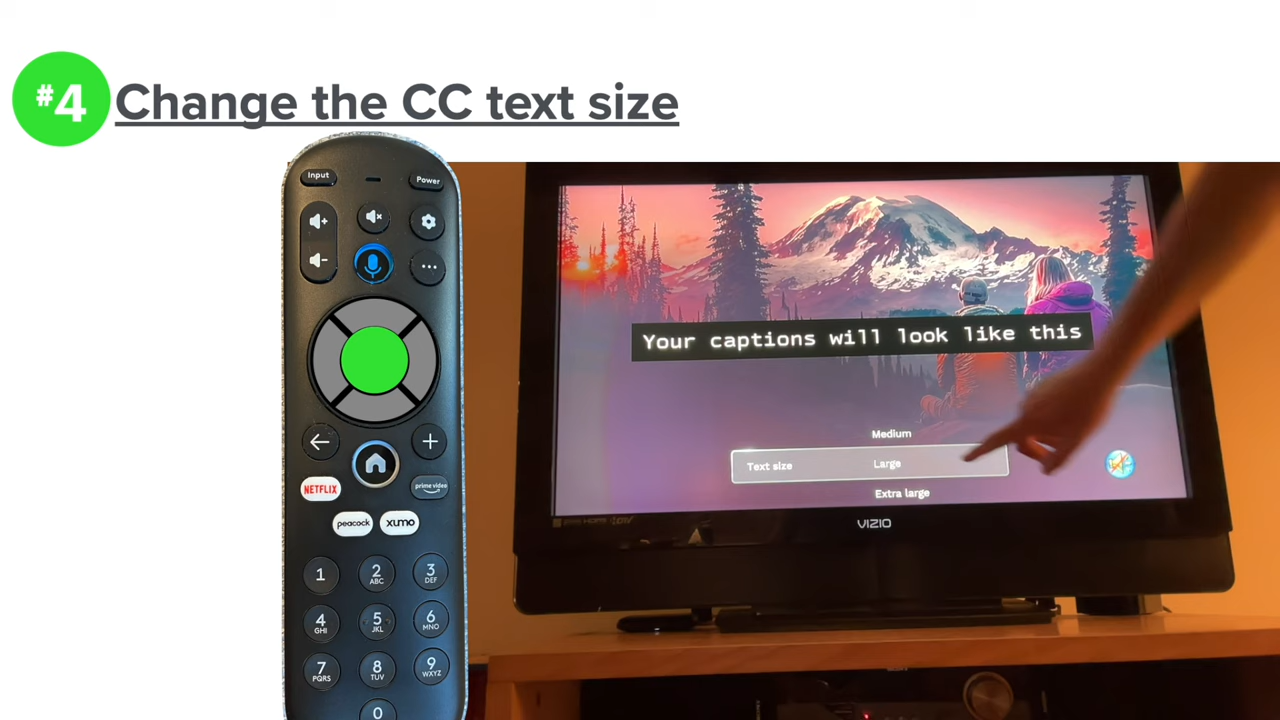 #4 Change the CC text size
Input
Power
NETFLIX
prime video
peacock
xumo
1
2 ABC
3 DEF
4 GHI
5 JKL
6 MNO
7 PQRS
8 TUV
9 WXYZ
0
Your captions will look like this
Medium
Text size Large
Extra large
VIZIO